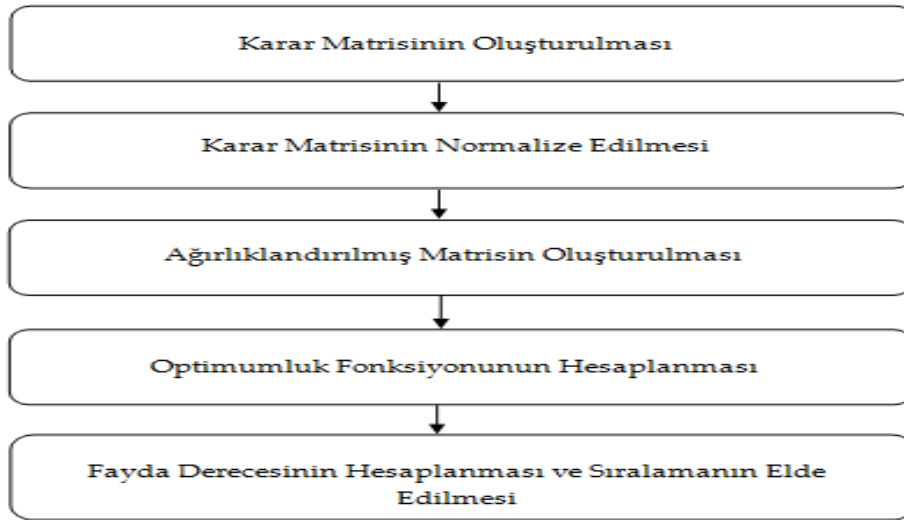 Karar Matrisinin Oluşturulması
Karar Matrisinin Normalize Edilmesi
Ağırlıklandırılmış Matrisin Oluşturulması
Optimumluk Fonksiyonunun Hesaplanması
Fayda Derecesinin Hesaplanması ve Sıralamanın Elde
Edilmesi